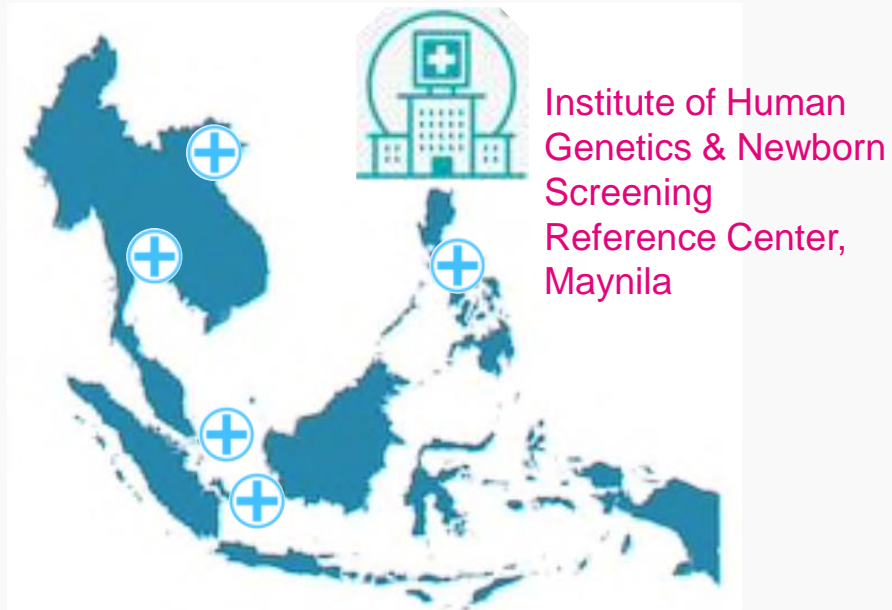 Institute of Human
Genetics & Newborn
Screening
Reference Center,
Maynila